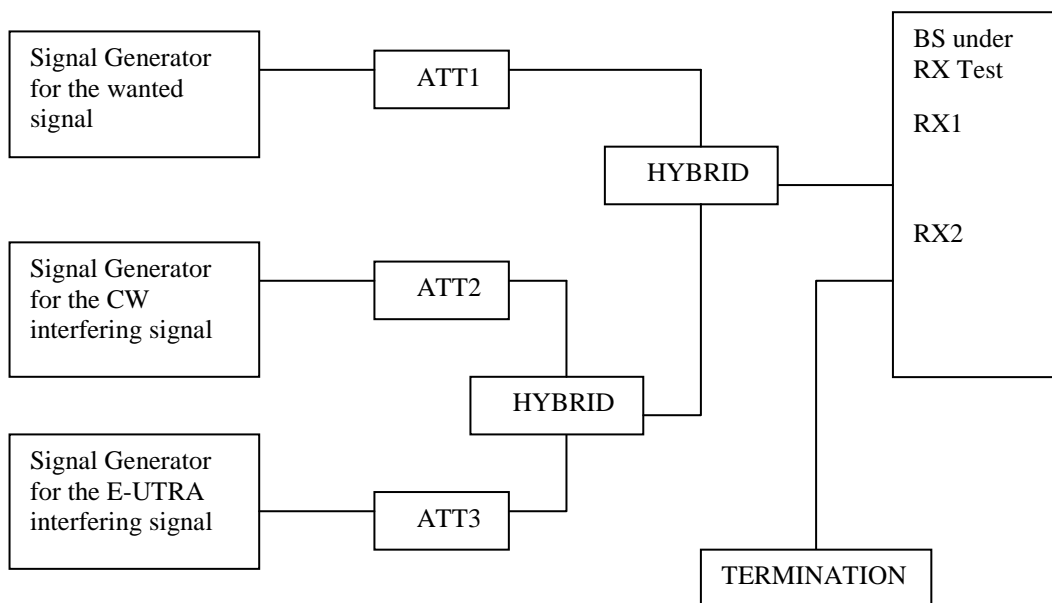 Signal Generator
for the wanted
signal
ATT1
HYBRID
BS under
RX Test
RX1
RX2
Signal Generator
for the CW
interfering signal
ATT2
HYBRID
Signal Generator
for the E-UTRA
interfering signal
ATT3
TERMINATION